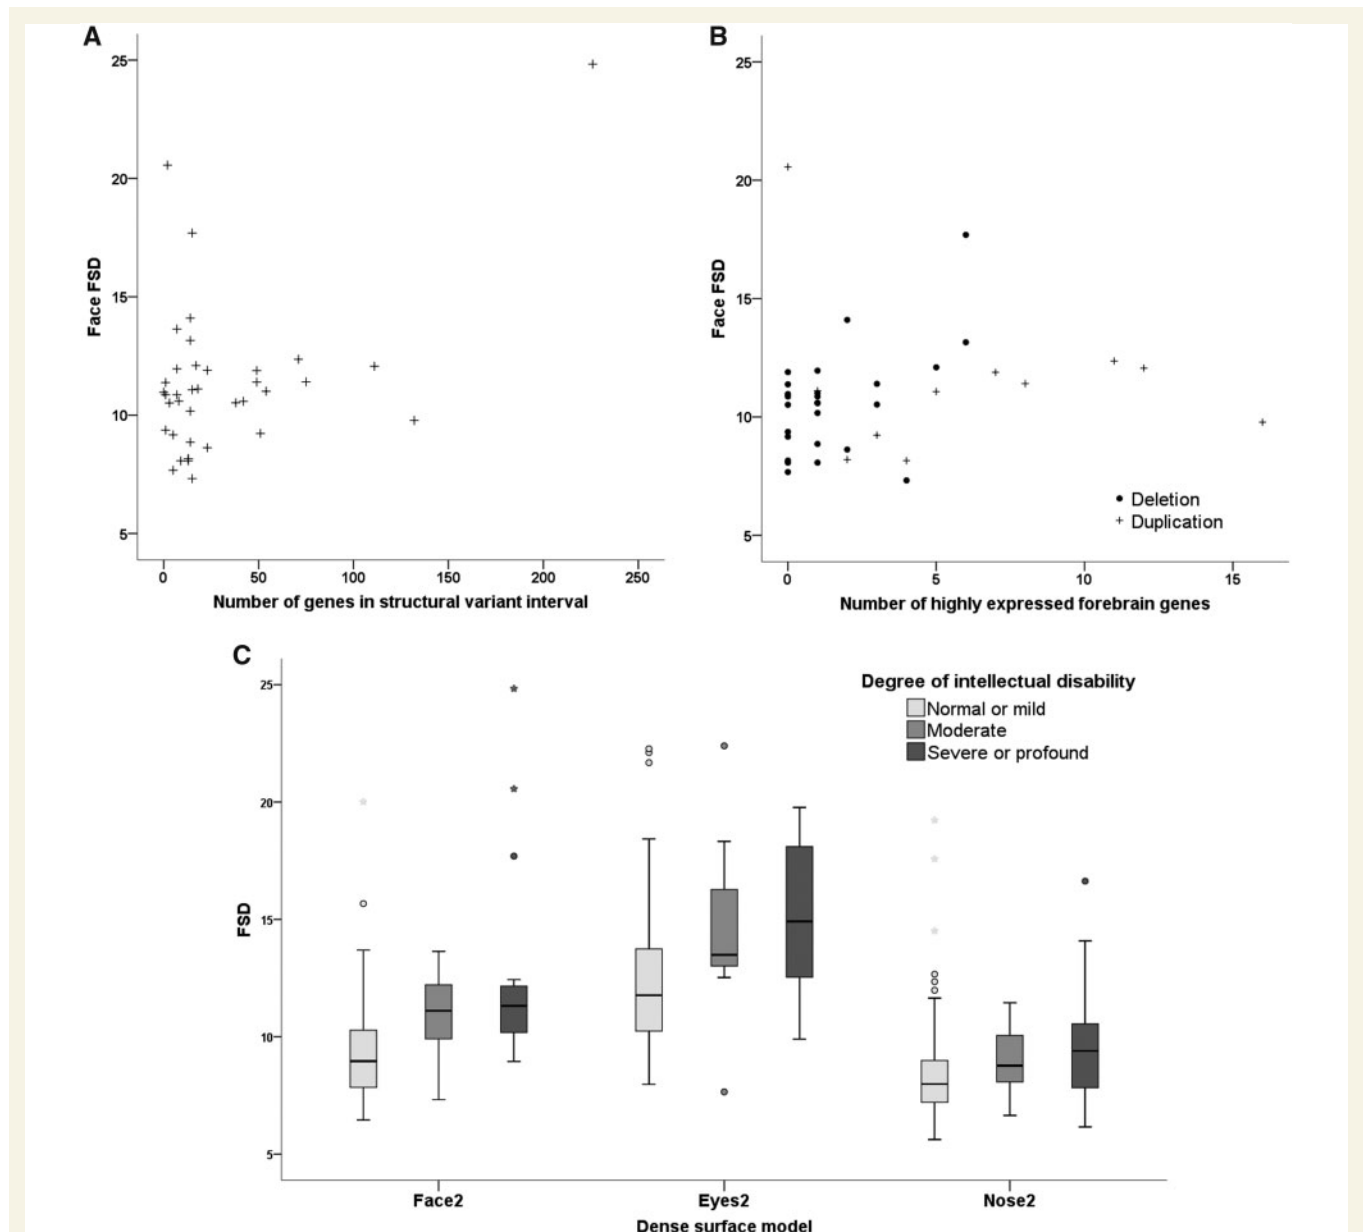 A
25
20
15
10
5
Face FSD
0 50 100 150 200 250
Number of genes in structural variant interval
B
25
20
15
10
5
Face FSD
Deletion
Duplication
0 5 10 15
Number of highly expressed forebrain genes
C
25
20
15
10
5
FSD
Degree of intellectual disability
Normal or mild
Moderate
Severe or profound
Face2 Eyes2 Nose2
Dense surface model